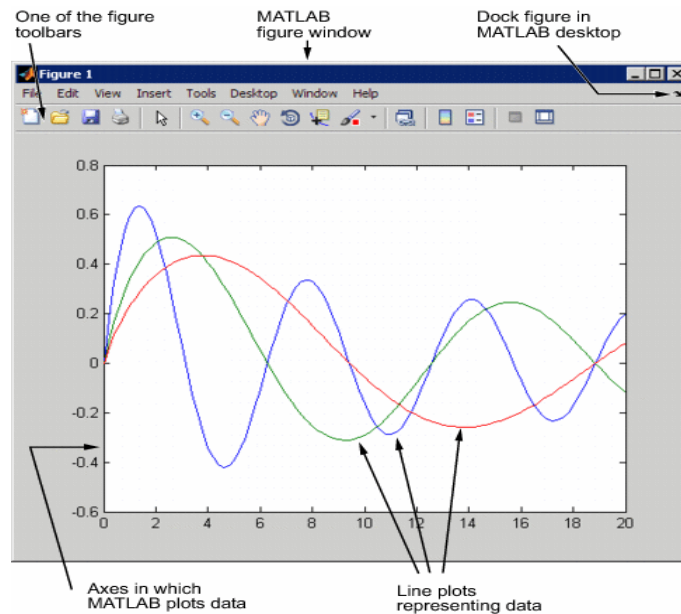 One of the figure
toolbars
MATLAB
figure window
Dock figure in
MATLAB desktop
Figure 1
File Edit View Insert Tools Desktop Window Help
0.8
0.6
0.4
0.2
0
-0.2
-0.4
-0.6
0 2 4 6 8 10 12 14 16 18 20
Axes in which
MATLAB plots data
Line plots
representing data